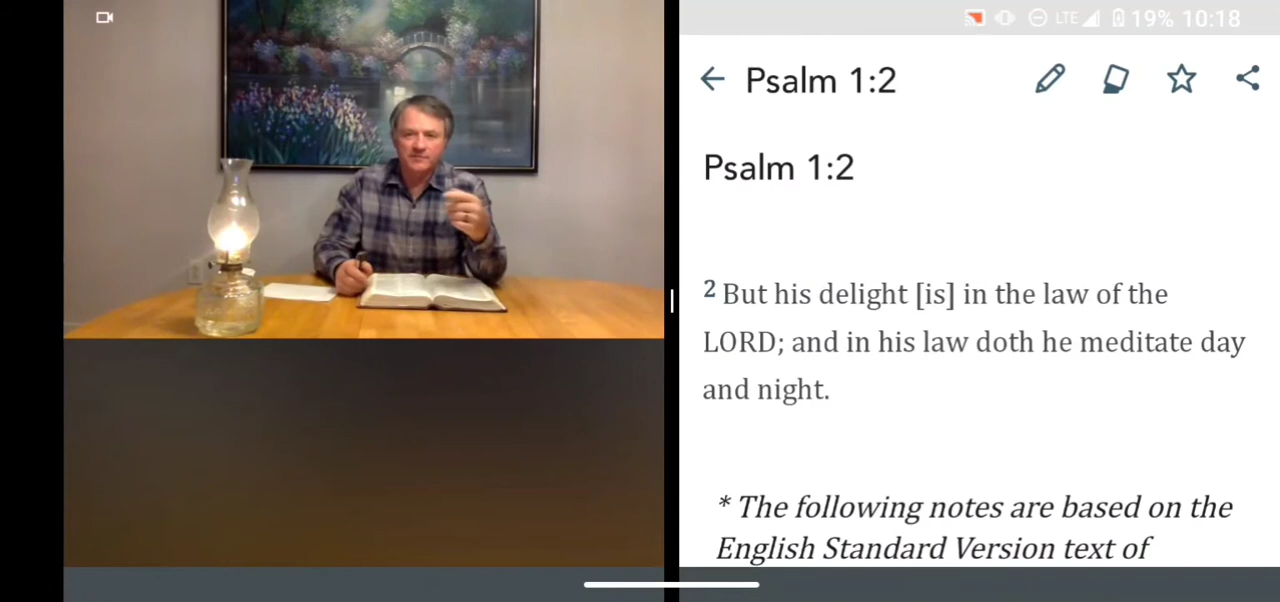 LTE 19% 10:18
Psalm 1:2
Psalm 1:2
2 But his delight [is] in the law of the
LORD; and in his law doth he meditate day
and night.
* The following notes are based on the
English Standard Version text of